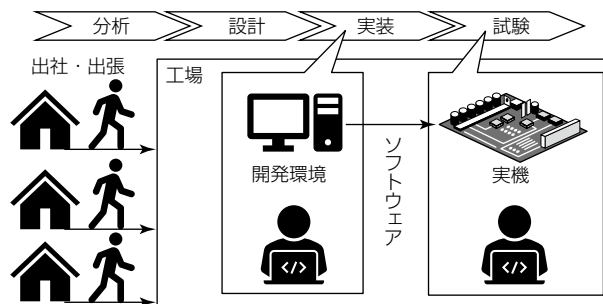 分析
設計
実装
試験
出社・出張
工場
開発環境
ソフトウェア
実機
</>
</>